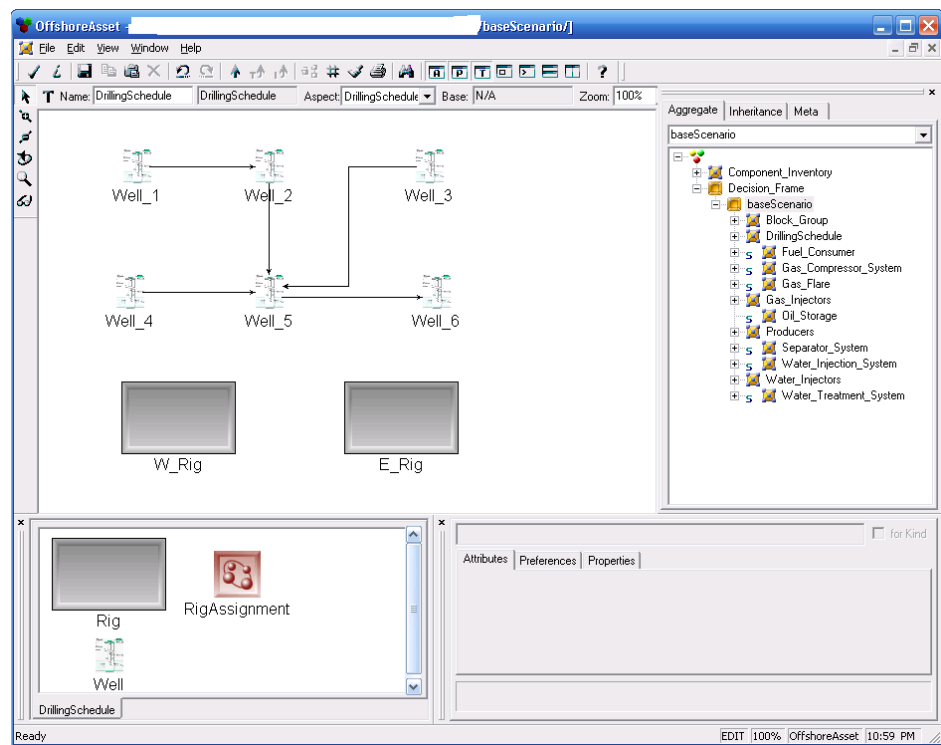 OffshoreAsset - /baseScenario/]
File Edit View Window Help
Name: DrillingSchedule DrillingSchedule Aspect: DrillingSchedule Base: N/A Zoom: 100%
Well_1 Well_2 Well_3
Well_4 Well_5 Well_6
W_Rig E_Rig
Aggregate Inheritance Meta
baseScenario
Component_Inventory
Decision_Frame
baseScenario
Block_Group
DrillingSchedule
S Fuel_Consumer
S Gas_Compressor_System
S Gas_Flare
Gas_Injectors
S Oil_Storage
Producers
S Separator_System
S Water_Injection_System
Water_Injectors
S Water_Treatment_System
Rig RigAssignment
Well
DrillingSchedule
for Kind
Attributes Preferences Properties
Ready EDIT 100% OffshoreAsset 10:59 PM